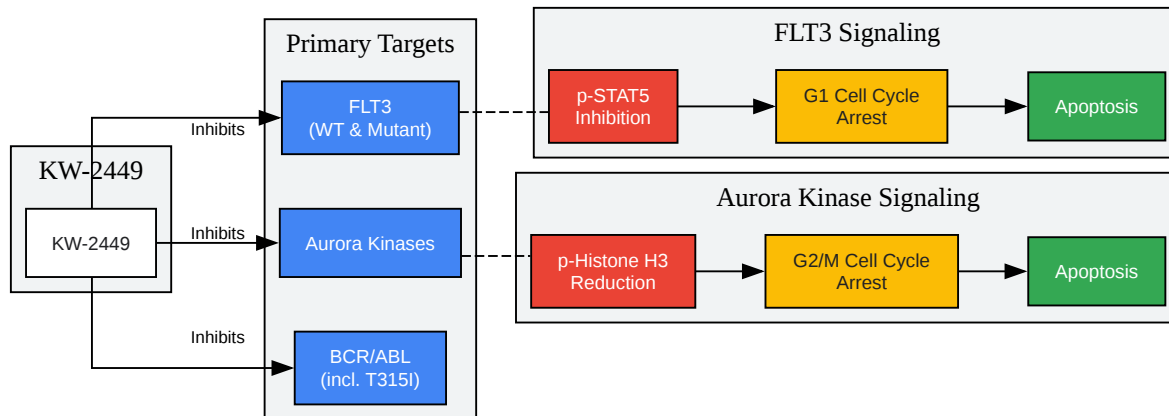 KW-2449
KW-2449
Inhibits
Inhibits
Inhibits
Primary Targets
FLT3
(WT & Mutant)
Aurora Kinases
BCR/ABL
(incl. T315I)
FLT3 Signaling
p-STAT5
Inhibition
G1 Cell Cycle
Arrest
Apoptosis
Aurora Kinase Signaling
p-Histone H3
Reduction
G2/M Cell Cycle
Arrest
Apoptosis